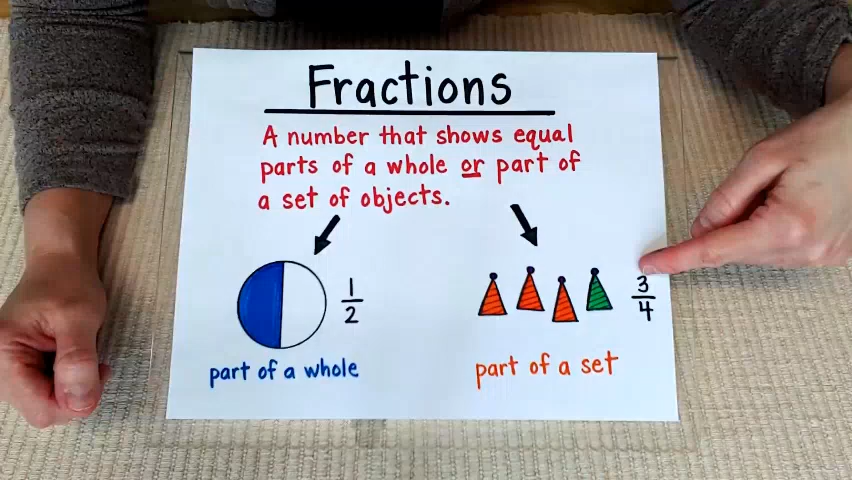 Fractions
A number that shows equal
parts of a whole or part of
a set of objects.
1
2
3
4
part of a whole
part of a set